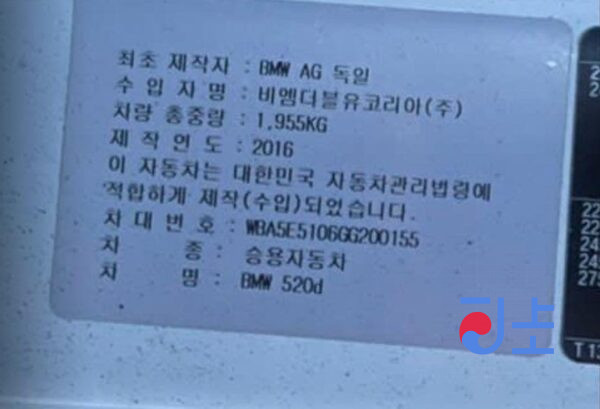 최초 제작자 : BMW AG 독일
수 입 자 명 : 비엠더블유코리아(주)
차량 총중량 : 1,955KG
제 작 연 도 : 2016
이 자동차는 대한민국 자동차관리법령에
적합하게 제작(수입)되었습니다.
차 대 번 호 : WBA5E5106GG200155
차 종 : 승용자동차
차 명 : BMW 520d
T 13